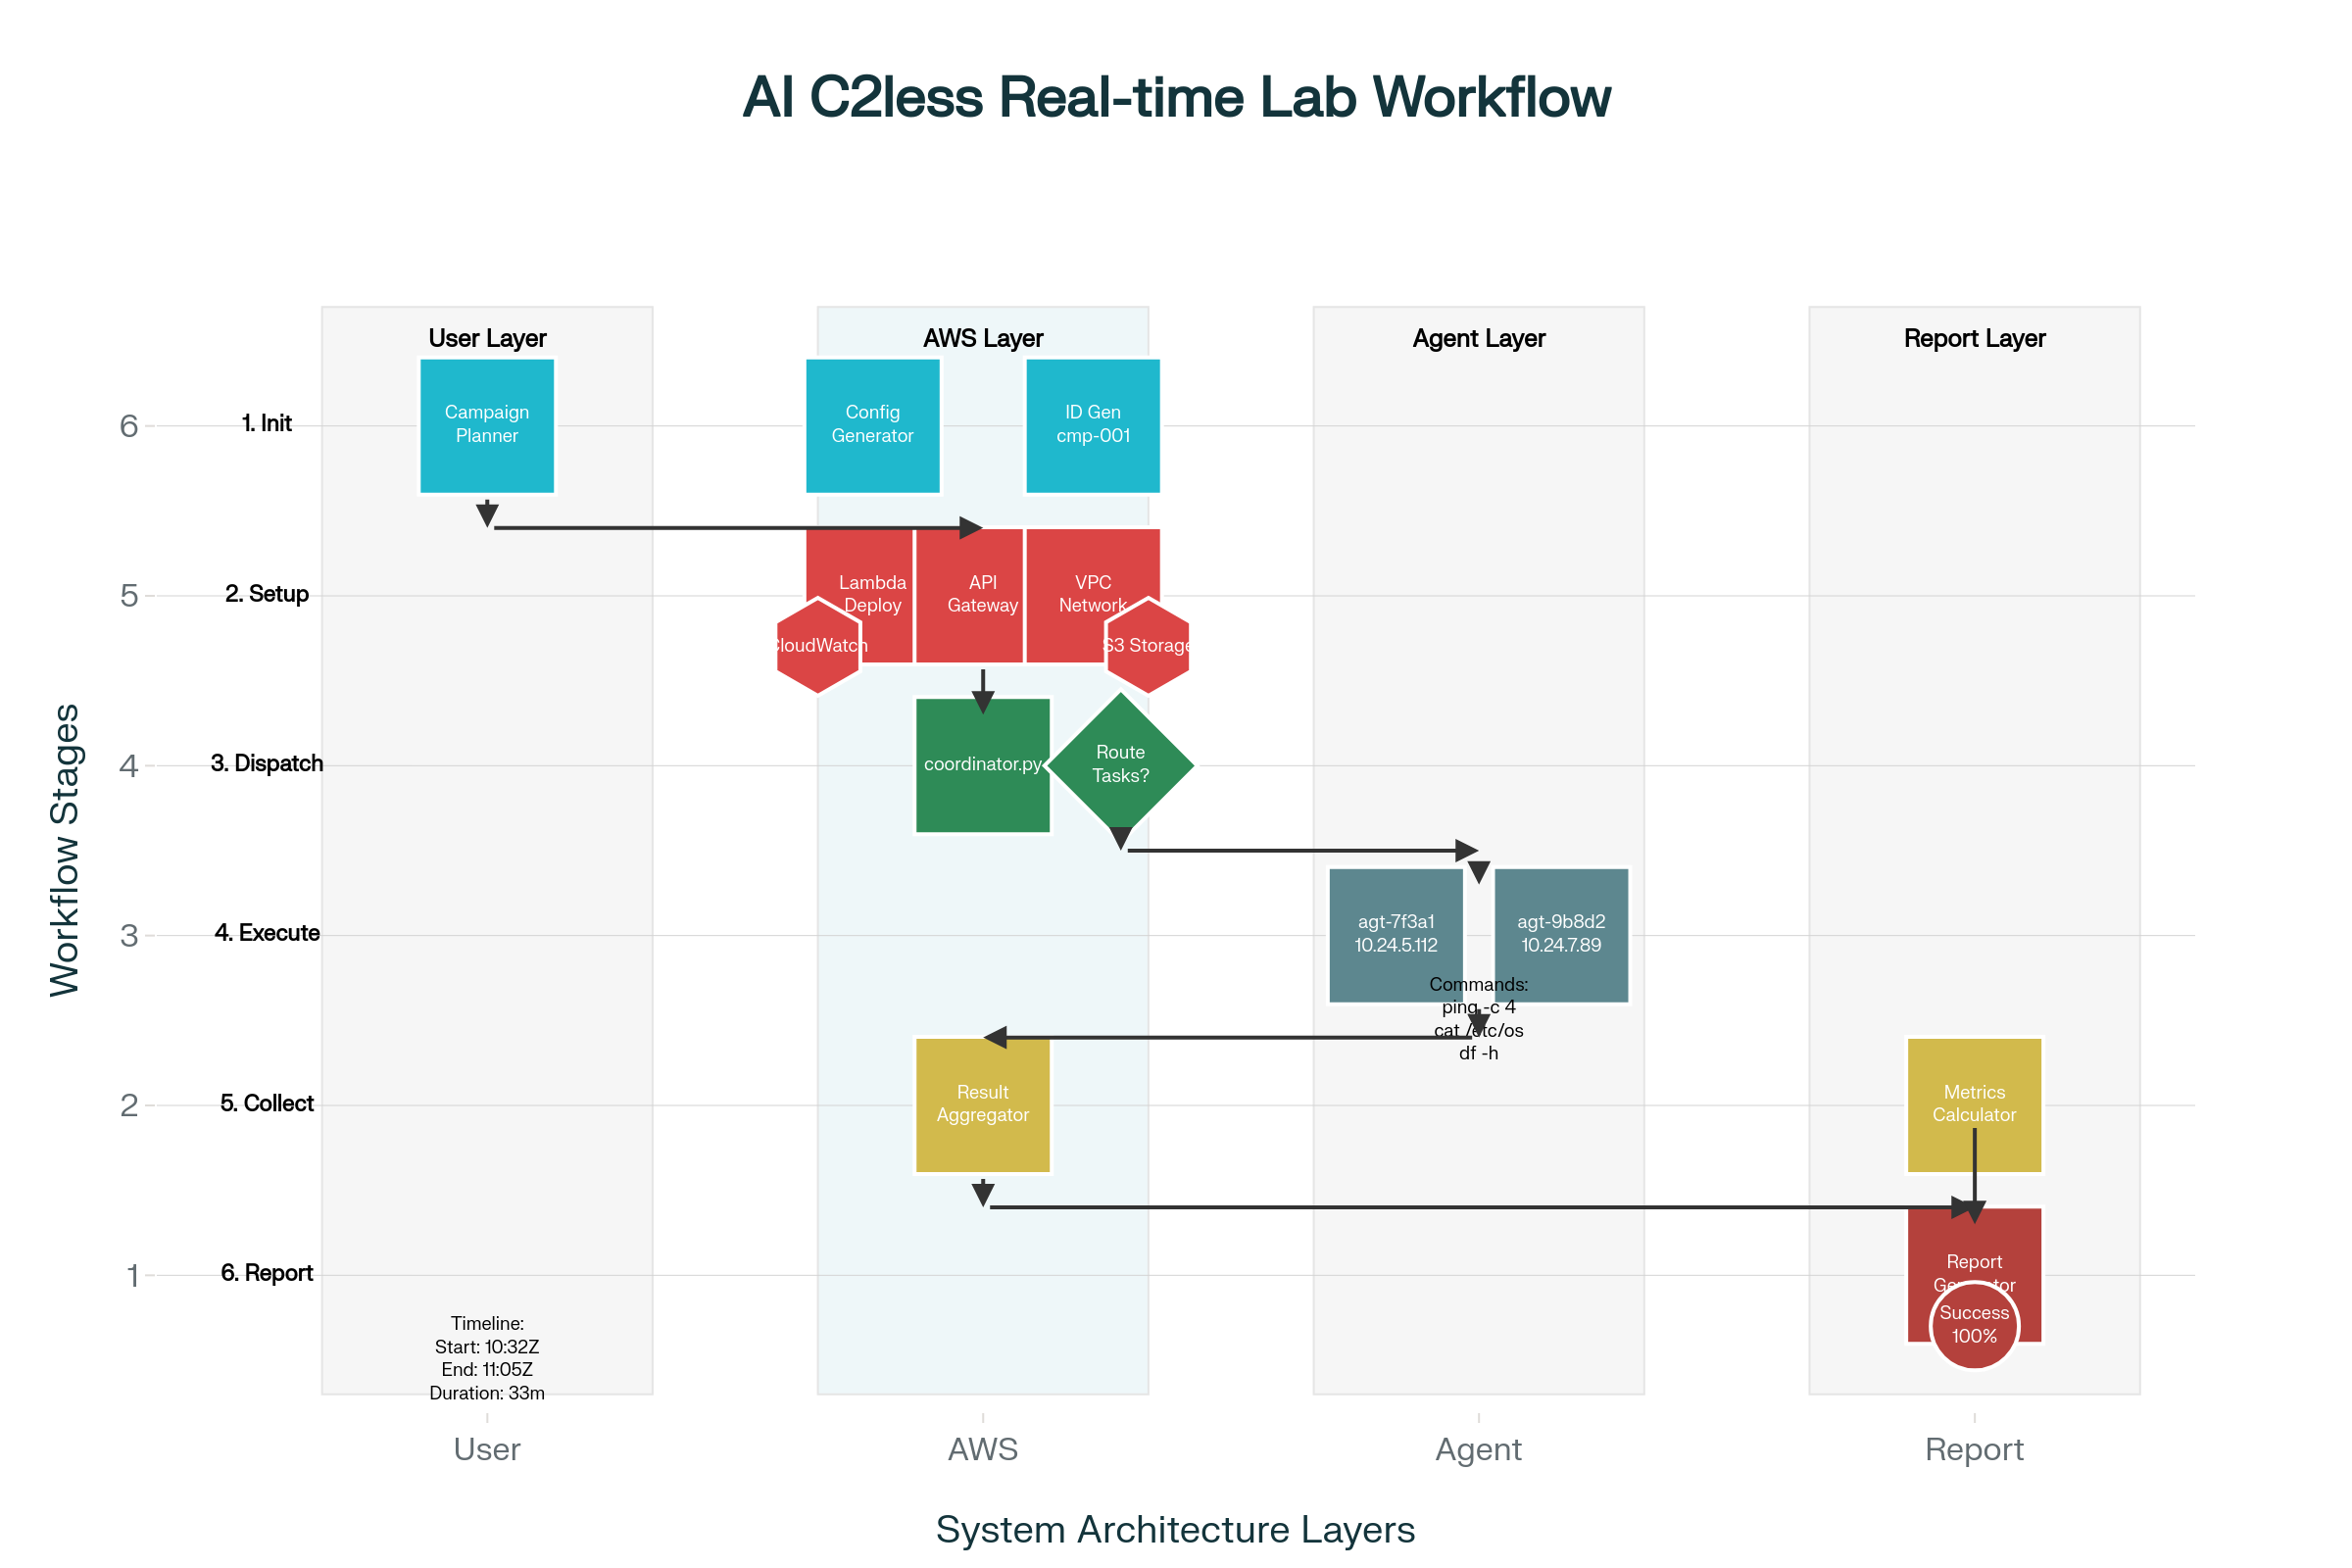 AI C2less Real-time Lab Workflow
User Layer
AWS Layer
Agent Layer
Report Layer
6
1. Init
Campaign
Planner
Config
Generator
ID Gen
cmp-001
5
2. Setup
Lambda
Deploy
API
Gateway
VPC
Network
CloudWatch
S3 Storage
4
3. Dispatch
coordinator.py
Route
Tasks?
3
4. Execute
agt-7f3a1
10.24.5.112
agt-9b8d2
10.24.7.89
Commands:
ping -c 4
cat /etc/os
df -h
2
5. Collect
Result
Aggregator
Metrics
Calculator
1
6. Report
Report
Generator
Success
100%
Timeline:
Start: 10:32Z
End: 11:05Z
Duration: 33m
User
AWS
Agent
Report
System Architecture Layers
Workflow Stages